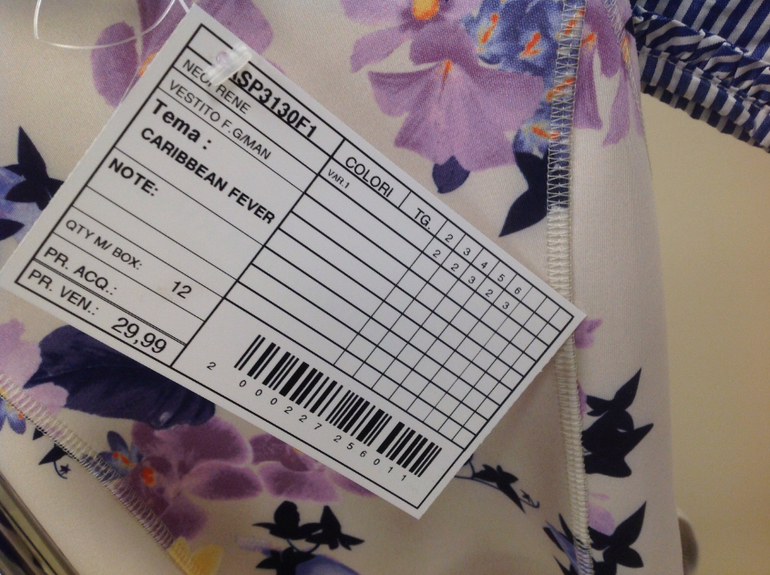 SP3130F1
NEOPRENE
VESTITO F.G/MAN
Tema :
CARIBBEAN FEVER
NOTE:
QTY M/ BOX: 12
PR. ACQ.:
PR. VEN.: 29,99
COLORI TG. 2 3 4 5 6
VAR.1 2 2 3 2 3
2 000227 256011